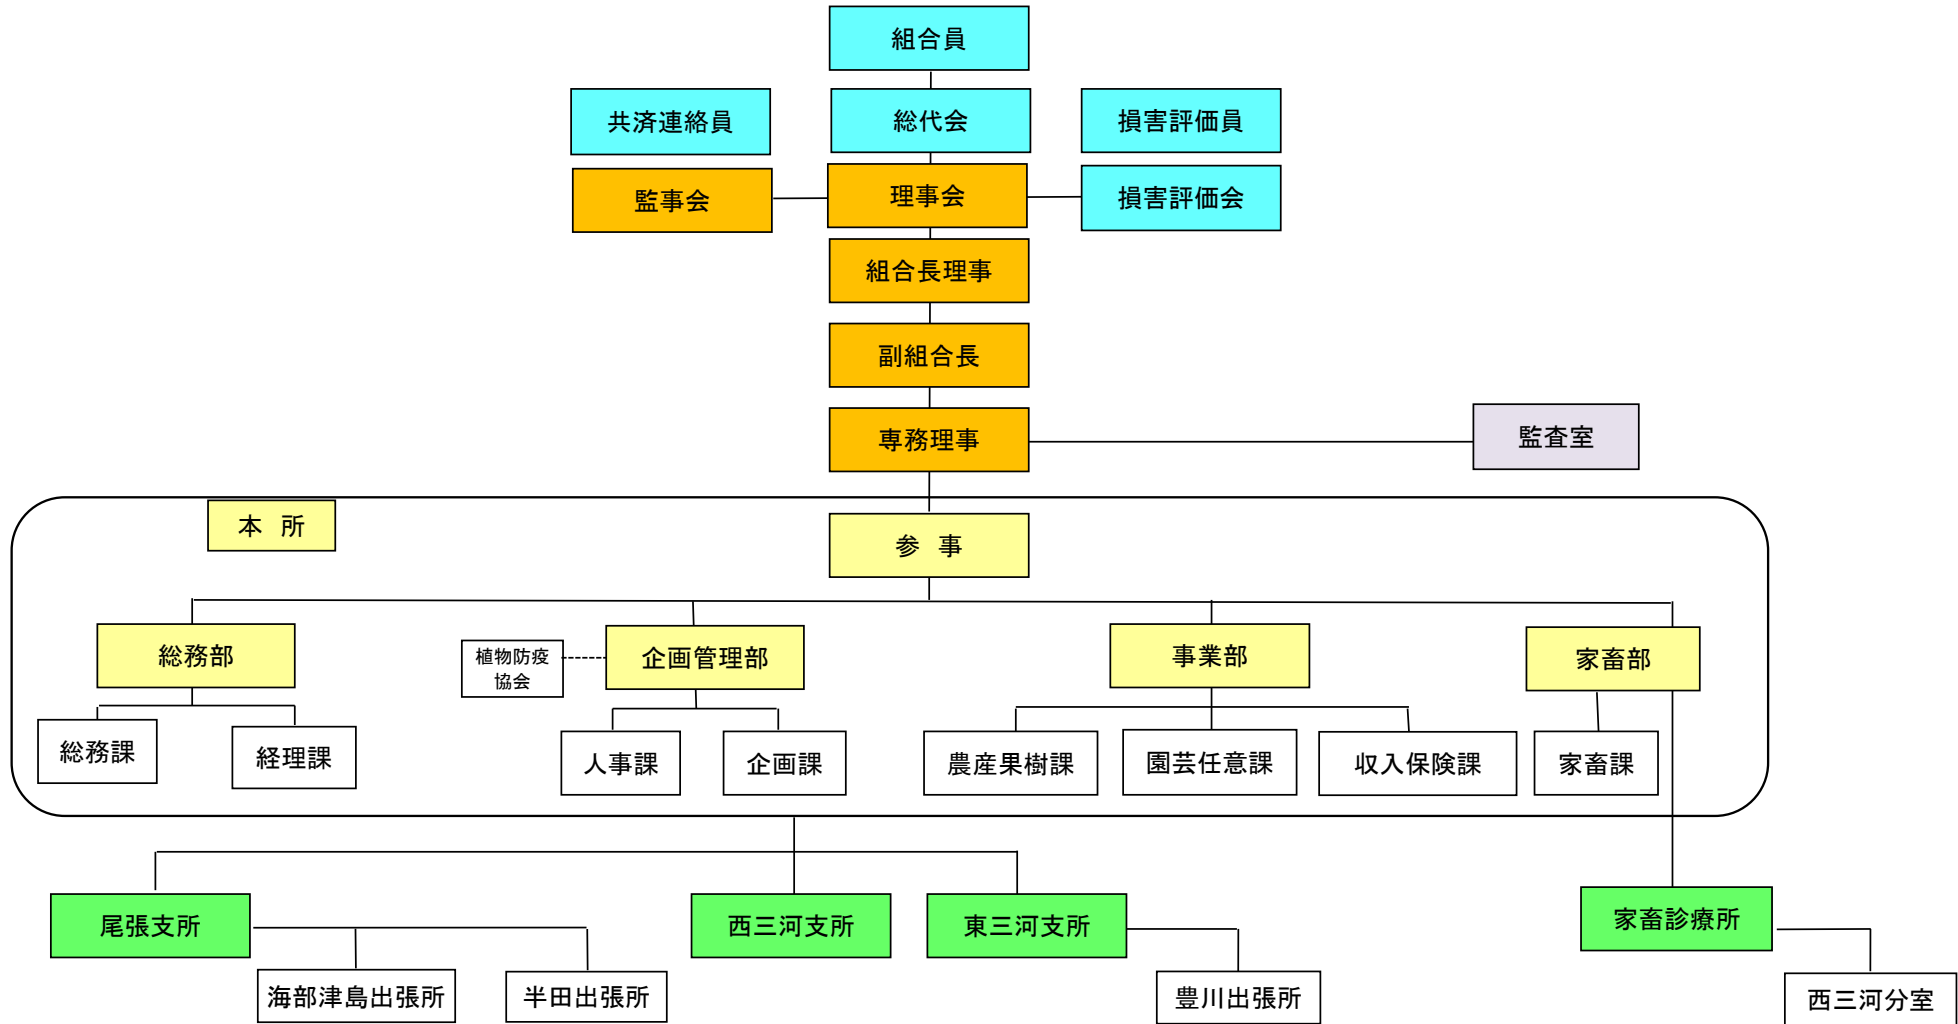 組合員
共済連絡員
総代会
損害評価員
監事会
理事会
損害評価会
組合長理事
副組合長
専務理事
監査室
本 所
参 事
総務部
植物防疫
協会
企画管理部
事業部
家畜部
総務課
経理課
人事課
企画課
農産果樹課
園芸任意課
収入保険課
家畜課
尾張支所
西三河支所
東三河支所
家畜診療所
海部津島出張所
半田出張所
豊川出張所
西三河分室